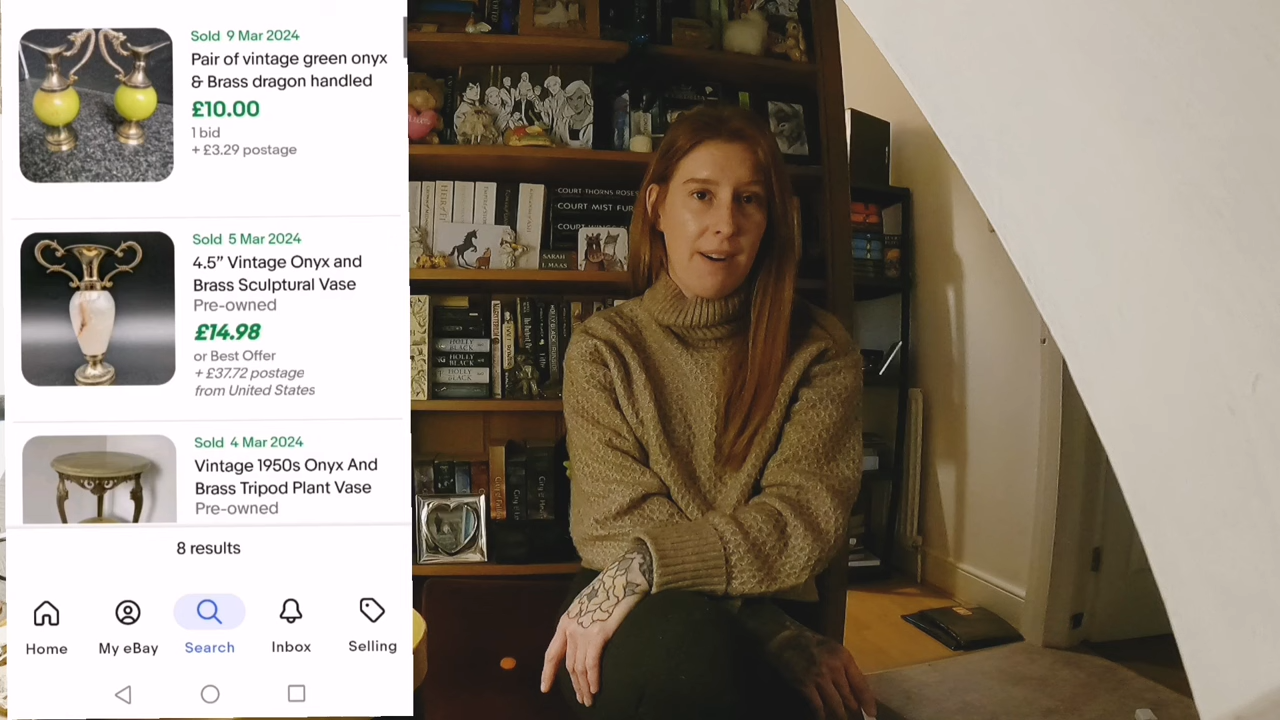 Sold 9 Mar 2024
Pair of vintage green onyx
& Brass dragon handled
£10.00
1 bid
+ £3.29 postage
Sold 5 Mar 2024
4.5” Vintage Onyx and
Brass Sculptural Vase
Pre-owned
£14.98
or Best Offer
+ £37.72 postage
from United States
Sold 4 Mar 2024
Vintage 1950s Onyx And
Brass Tripod Plant Vase
Pre-owned
8 results
Home
My eBay
Search
Inbox
Selling
COURT THORNS ROSES
COURT MIST FUR
COURT
SARAH
J. MAAS
HOLLY
BLACK
HOLLY
BLACK
HOLLY
BLACK